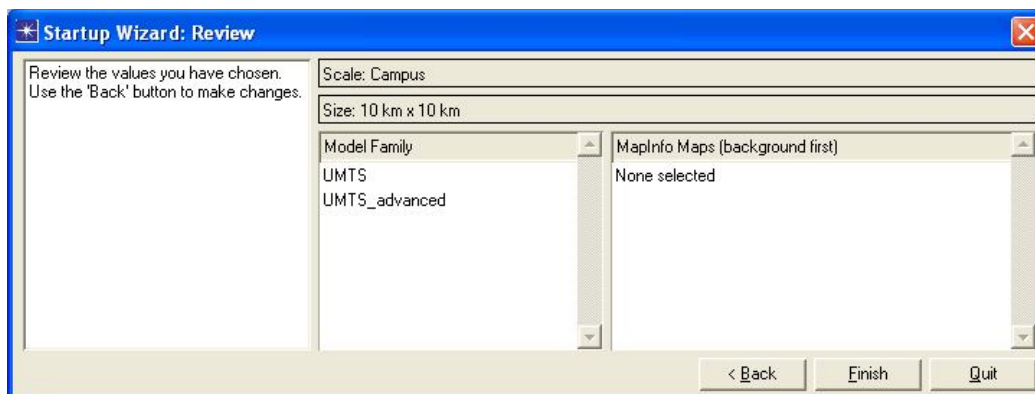 Startup Wizard: Review
Review the values you have chosen.
Use the 'Back' button to make changes.
Scale: Campus
Size: 10 km x 10 km
Model Family
UMTS
UMTS_advanced
MapInfo Maps (background first)
None selected
< Back
Finish
Quit